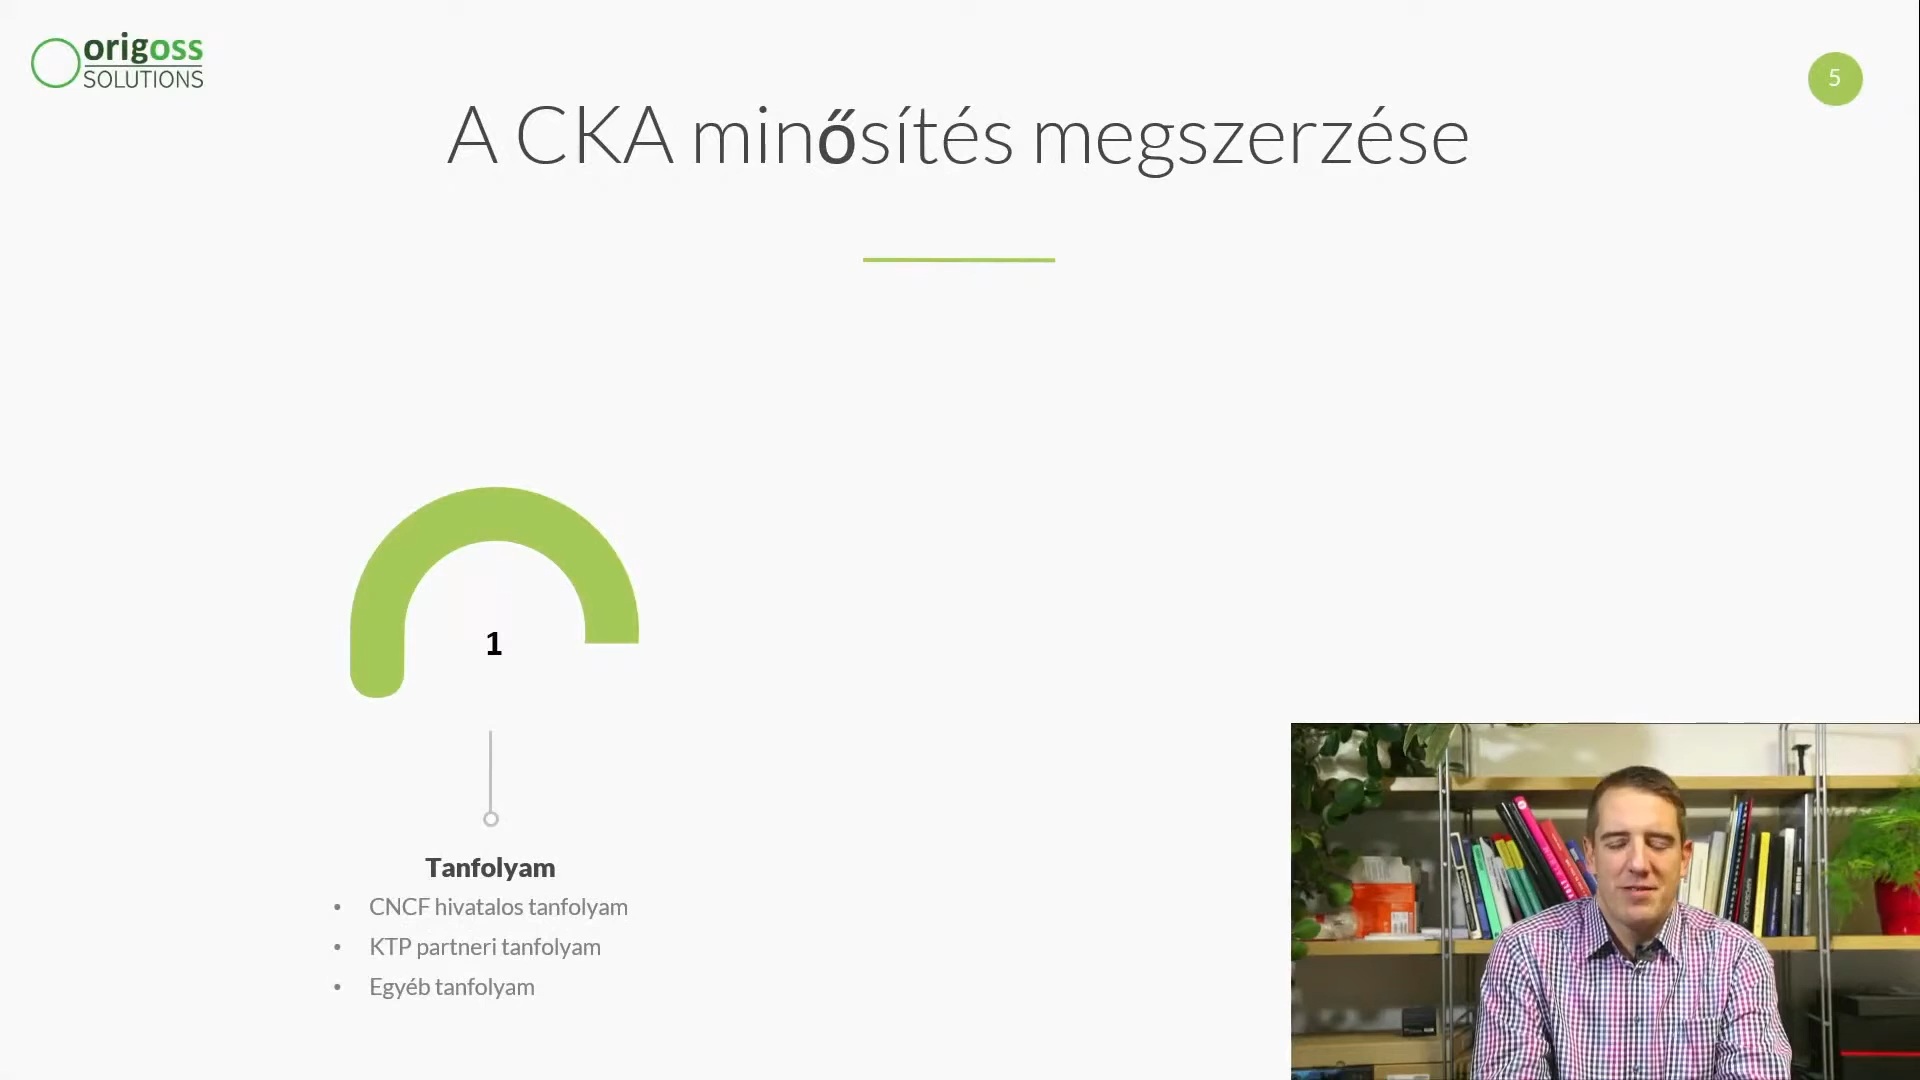 origoss
SOLUTIONS
5
A CKA minősítés megszerzése
1
Tanfolyam
• CNCF hivatalos tanfolyam
• KTP partneri tanfolyam
• Egyéb tanfolyam